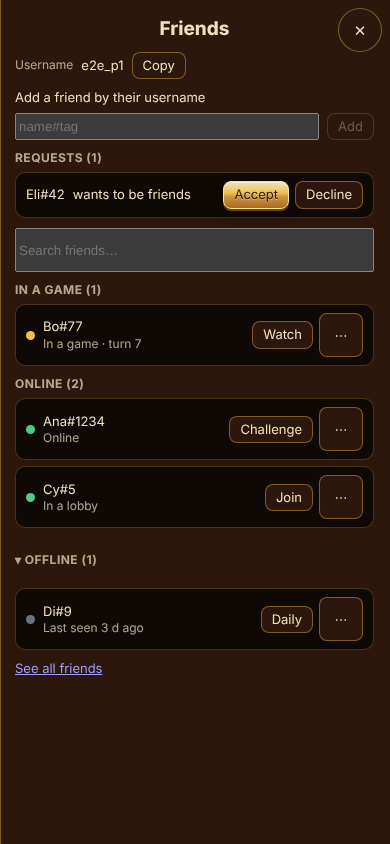 Friends
×
Username e2e_p1 Copy
Add a friend by their username
name#tag Add
REQUESTS (1)
Eli#42 wants to be friends Accept Decline
Search friends…
IN A GAME (1)
Bo#77
In a game · turn 7
Watch ···
ONLINE (2)
Ana#1234
Online
Challenge ···
Cy#5
In a lobby
Join ···
▾ OFFLINE (1)
Di#9
Last seen 3 d ago
Daily ···
See all friends